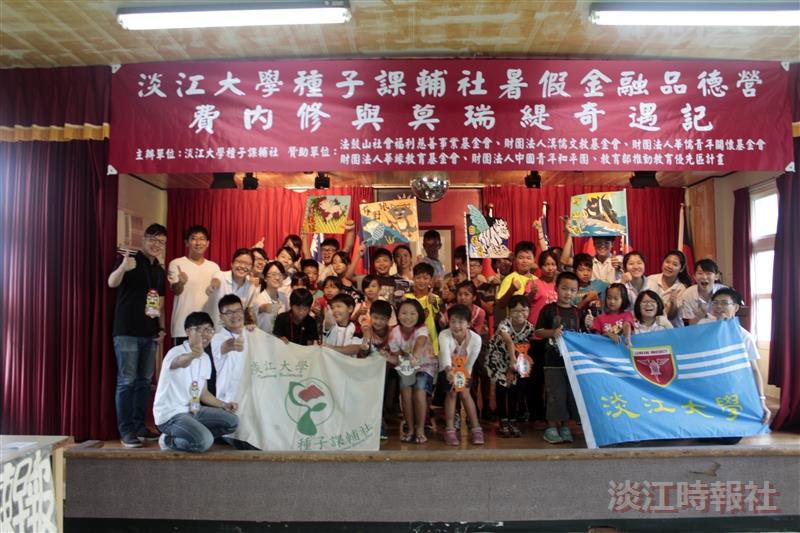 淡江大學種子課輔社暑假金融品德營
費內修與莫瑞緹奇遇記
主辦單位：淡江大學種子課輔社 贊助單位：法鼓山社會福利慈善事業基金會、財團法人漢儒文教基金會、財團法人華儒青年關懷基金會
財團法人華緣教育基金會、財團法人中國青年和平團、教育部推動教育優先區計畫
淡江大學
種子課輔社
TAMKANG UNIVERSITY
淡江大學
淡江時報社